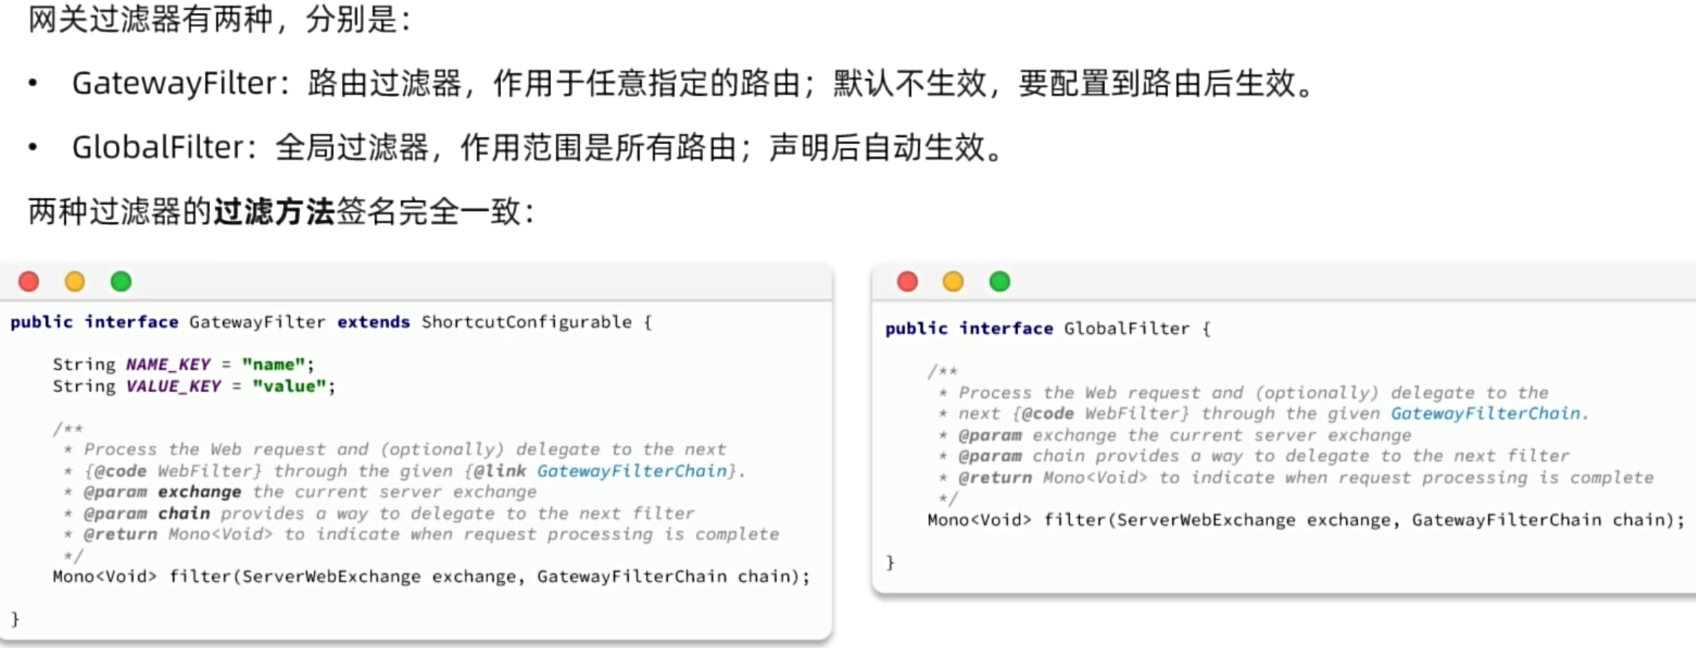 网关过滤器有两种，分别是：
• GatewayFilter：路由过滤器，作用于任意指定的路由；默认不生效，要配置到路由后生效。
• GlobalFilter：全局过滤器，作用范围是所有路由；声明后自动生效。
两种过滤器的过滤方法签名完全一致：
public interface GatewayFilter extends ShortcutConfigurable {
String NAME_KEY = "name";
String VALUE_KEY = "value";
/**
* Process the Web request and (optionally) delegate to the next
* {@code WebFilter} through the given {@link GatewayFilterChain}.
* @param exchange the current server exchange
* @param chain provides a way to delegate to the next filter
* @return Mono<Void> to indicate when request processing is complete
*/
Mono<Void> filter(ServerWebExchange exchange, GatewayFilterChain chain);
}
public interface GlobalFilter {
/**
* Process the Web request and (optionally) delegate to the
* next {@code WebFilter} through the given GatewayFilterChain.
* @param exchange the current server exchange
* @param chain provides a way to delegate to the next filter
* @return Mono<Void> to indicate when request processing is complete
*/
Mono<Void> filter(ServerWebExchange exchange, GatewayFilterChain chain);
}